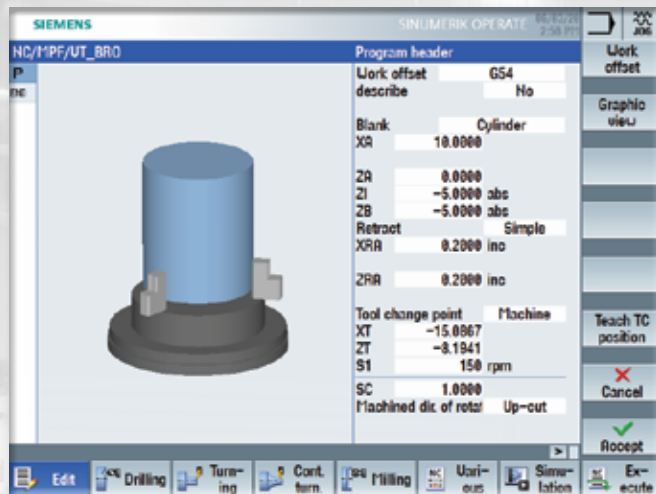 SIEMENS
SINUMERIK OPERATE
JOG
NC/MPF/UT_BRO
Program header
Work offset
P
Work offset G54
describe No
Graphic view
Blank Cylinder
XA 10.0000
ZA 0.0000
ZI -5.0000 abs
ZB -5.0000 abs
Retract Simple
XRA 0.2000 inc
ZRA 0.2000 inc
Tool change point Machine
XT -15.0867
ZT -8.1941
S1 150 rpm
Teach TC position
SC 1.0000
Machined dir. of rotat Up-cut
Cancel
Accept
Edit
Drilling
Turn-
ing
Cont.
turn.
Milling
Vari-
ous
Simu-
lation
Ex-
ecute